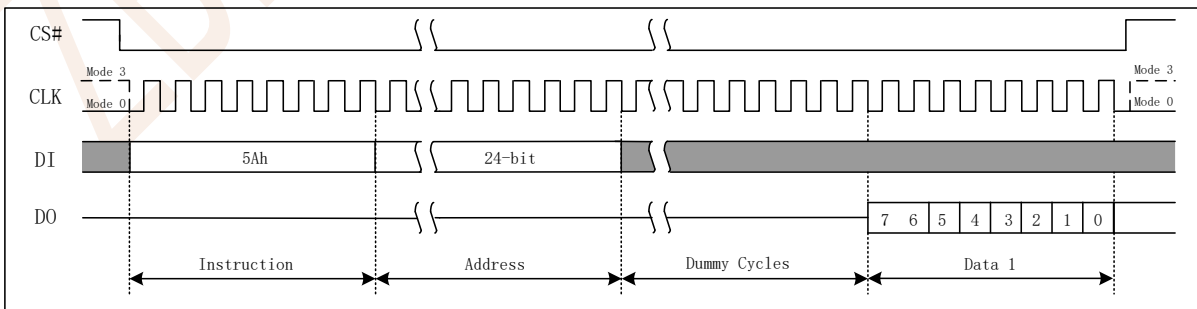 CS#
Mode 3
Mode 3
CLK
Mode 0
Mode 0
DI
5Ah
24-bit
DO
7 6 5 4 3 2 1 0
Instruction
Address
Dummy Cycles
Data 1